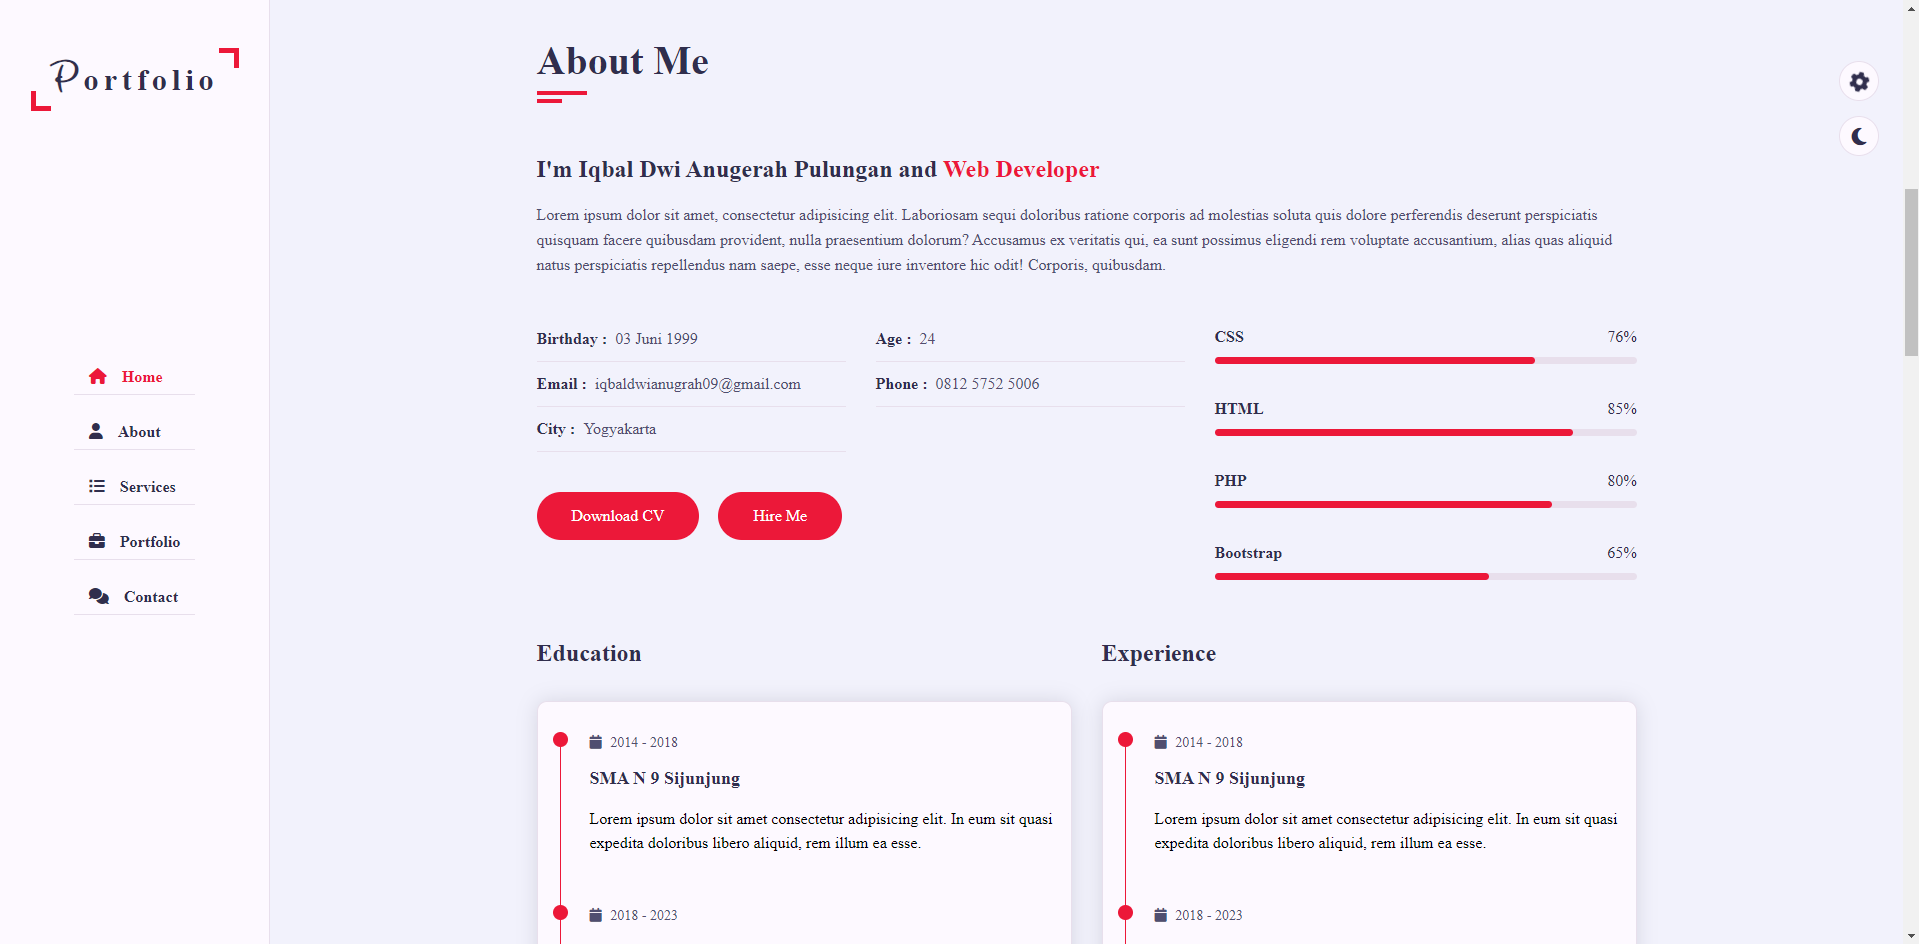 Portfolio
Home
About
Services
Portfolio
Contact
About Me
I'm Iqbal Dwi Anugerah Pulungan and Web Developer
Lorem ipsum dolor sit amet, consectetur adipisicing elit. Laboriosam sequi doloribus ratione corporis ad molestias soluta quis dolore perferendis deserunt perspiciatis
quisquam facere quibusdam provident, nulla praesentium dolorum? Accusamus ex veritatis qui, ea sunt possimus eligendi rem voluptate accusantium, alias quas aliquid
natus perspiciatis repellendus nam saepe, esse neque iure inventore hic odit! Corporis, quibusdam.
Birthday : 03 Juni 1999
Age : 24
Email : iqbaldwianugrah09@gmail.com
Phone : 0812 5752 5006
City : Yogyakarta
Download CV
Hire Me
CSS 76%
HTML 85%
PHP 80%
Bootstrap 65%
Education
2014 - 2018
SMA N 9 Sijunjung
Lorem ipsum dolor sit amet consectetur adipisicing elit. In eum sit quasi
expedita doloribus libero aliquid, rem illum ea esse.
2018 - 2023
Experience
2014 - 2018
SMA N 9 Sijunjung
Lorem ipsum dolor sit amet consectetur adipisicing elit. In eum sit quasi
expedita doloribus libero aliquid, rem illum ea esse.
2018 - 2023